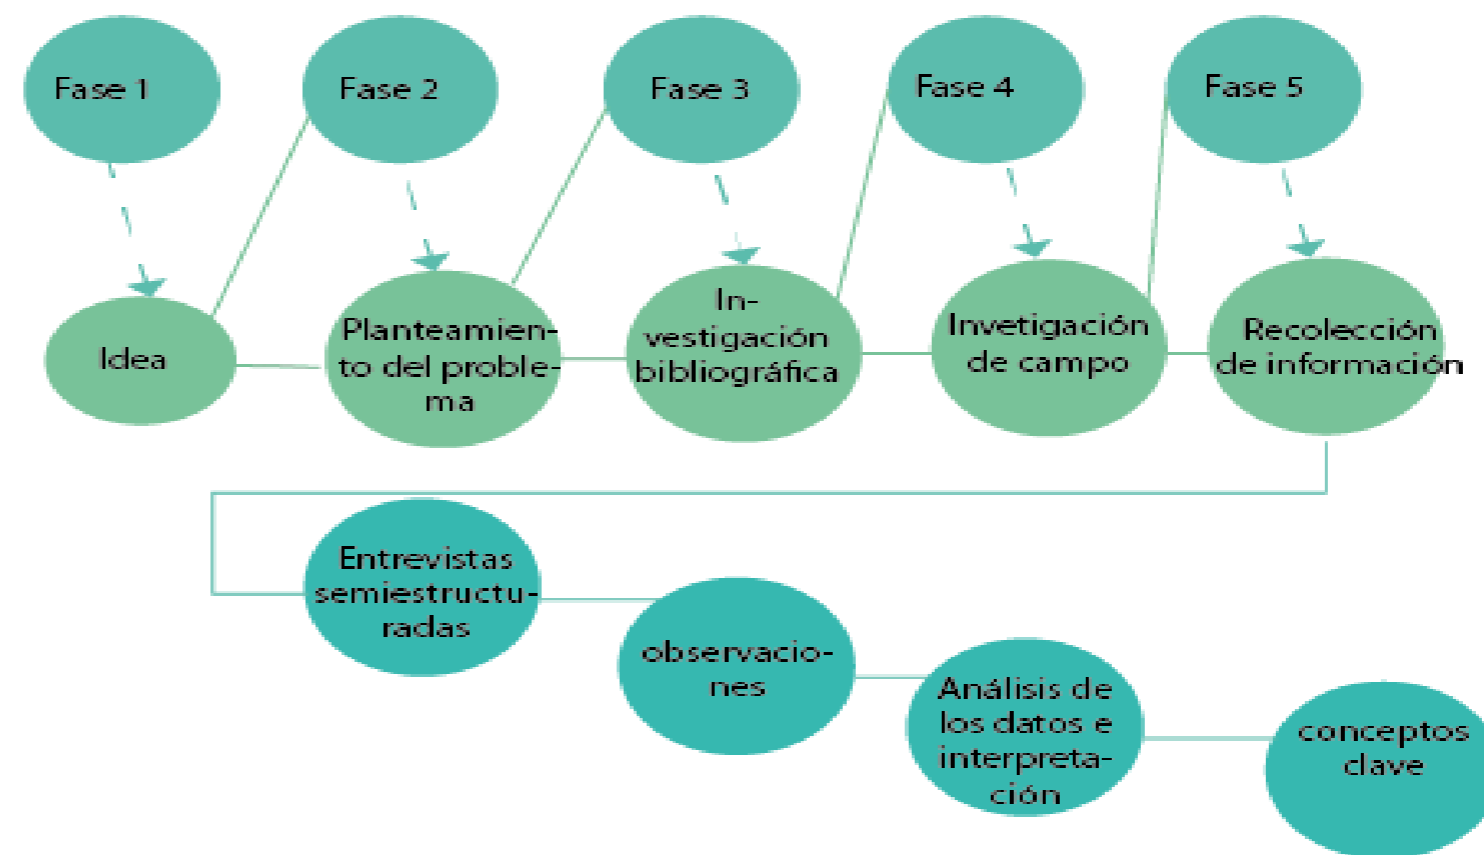 Fase 1
Fase 2
Fase 3
Fase 4
Fase 5
Idea
Planteamien-
to del proble-
ma
In-
vestigación
bibliográfica
Invetigación
de campo
Recolección
de información
Entrevistas
semiestructu-
radas
observacio-
nes
Análisis de
los datos e
interpreta-
ción
conceptos
clave